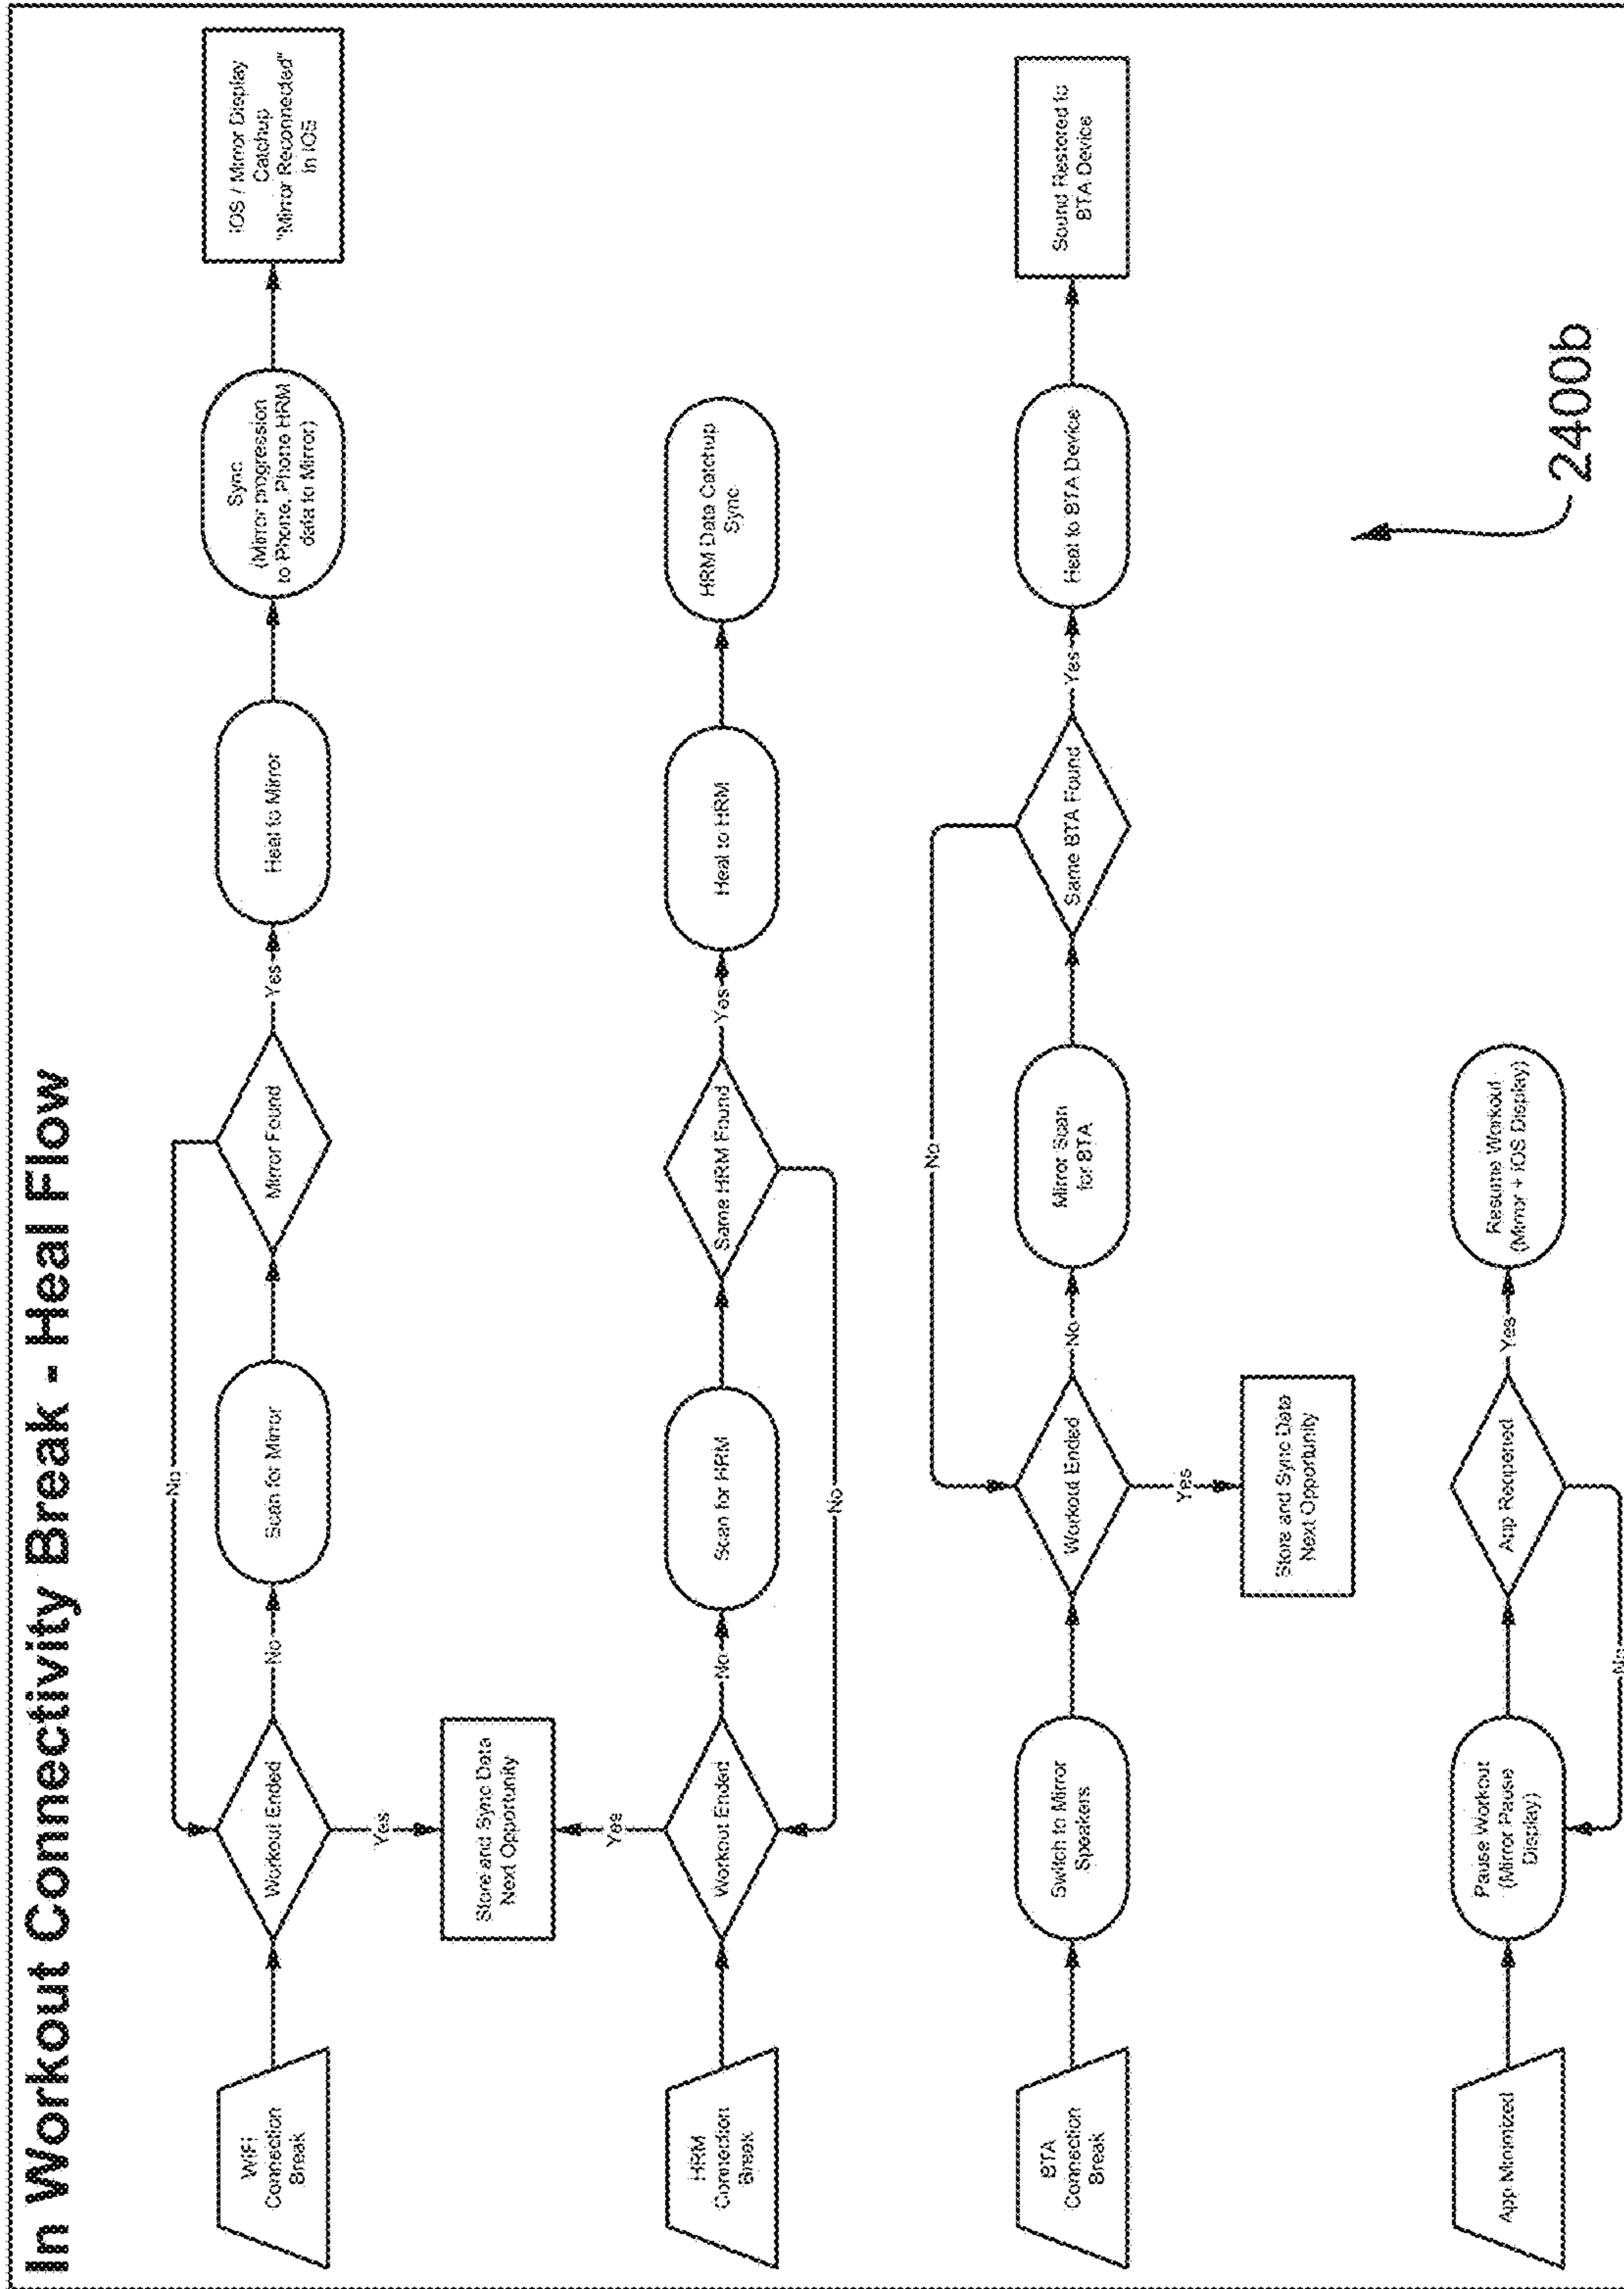 In Workout Connectivity Break - Heal Flow
WiFi
Connection
Break
Workout Ended
No
Scan for Mirror
Mirror Found
No
Yes
Heal to Mirror
Sync
(Mirror progression
to Phone, Phone HRM
data to Mirror)
iOS / Mirror Display
Catchup
"Mirror Reconnected"
in iOS
Yes
Store and Sync Data
Next Opportunity
Yes
HRM
Connection
Break
Workout Ended
No
Scan for HRM
Same HRM Found
No
Yes
Heal to HRM
HRM Data Catchup
Sync
BTA
Connection
Break
Switch to Mirror
Speakers
Workout Ended
No
Mirror Scan
for BTA
Same BTA Found
No
Yes
Heal to BTA Device
Sound Restored to
BTA Device
Yes
Store and Sync Data
Next Opportunity
App Minimized
Pause Workout
(Mirror Pause
Display)
App Reopened
No
Yes
Resume Workout
(Mirror + iOS Display)
2400b